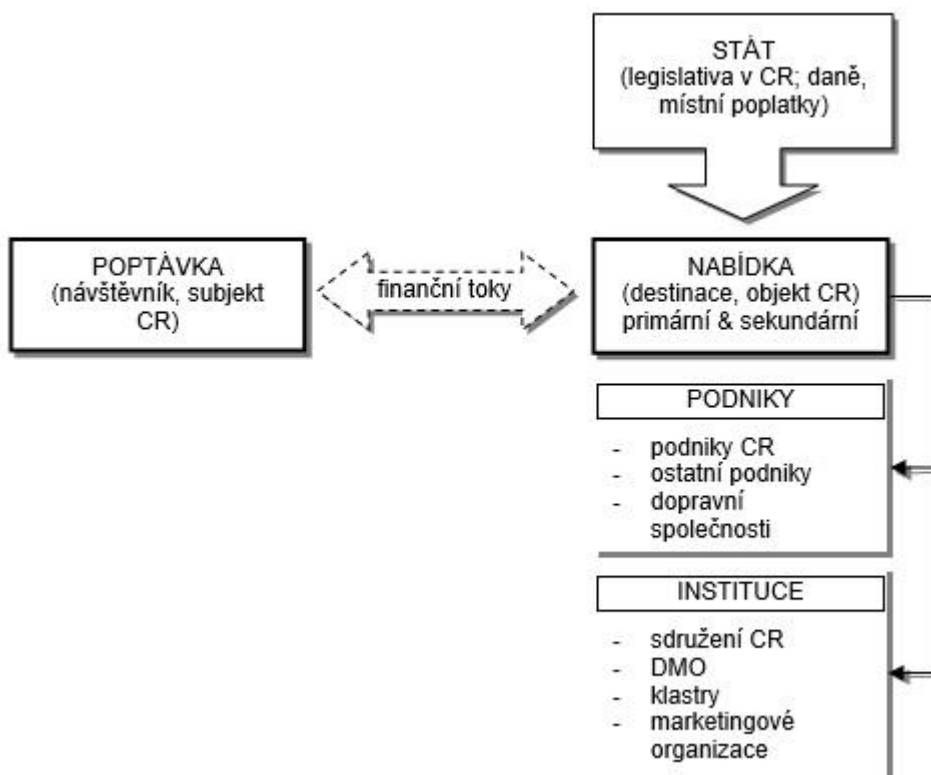 STÁT
(legislativa v CR; daně,
místní poplatky)
POPTÁVKA
(návštěvník, subjekt
CR)
finanční toky
NABÍDKA
(destinace, objekt CR)
primární & sekundární
PODNIKY
- podniky CR
- ostatní podniky
- dopravní
společnosti
INSTITUCE
- sdružení CR
- DMO
- klastry
- marketingové
organizace